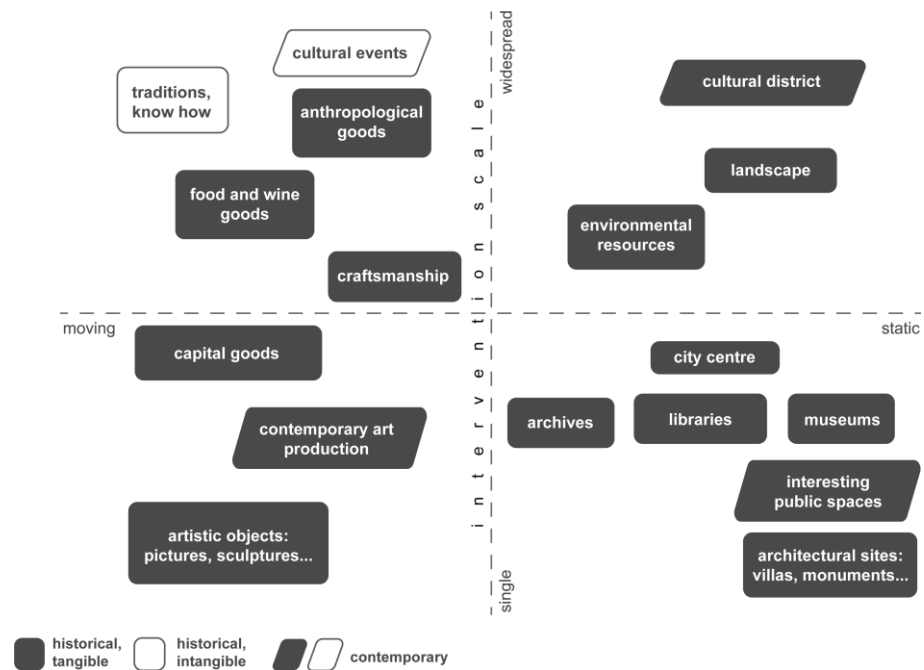 cultural events
widespread
traditions,
know how
anthropological
goods
cultural district
landscape
food and wine
goods
environmental
resources
craftsmanship
intervention scale
moving
static
capital goods
city centre
archives
libraries
museums
contemporary art
production
interesting
public spaces
artistic objects:
pictures, sculptures...
architectural sites:
villas, monuments...
single
historical,
tangible
historical,
intangible
contemporary